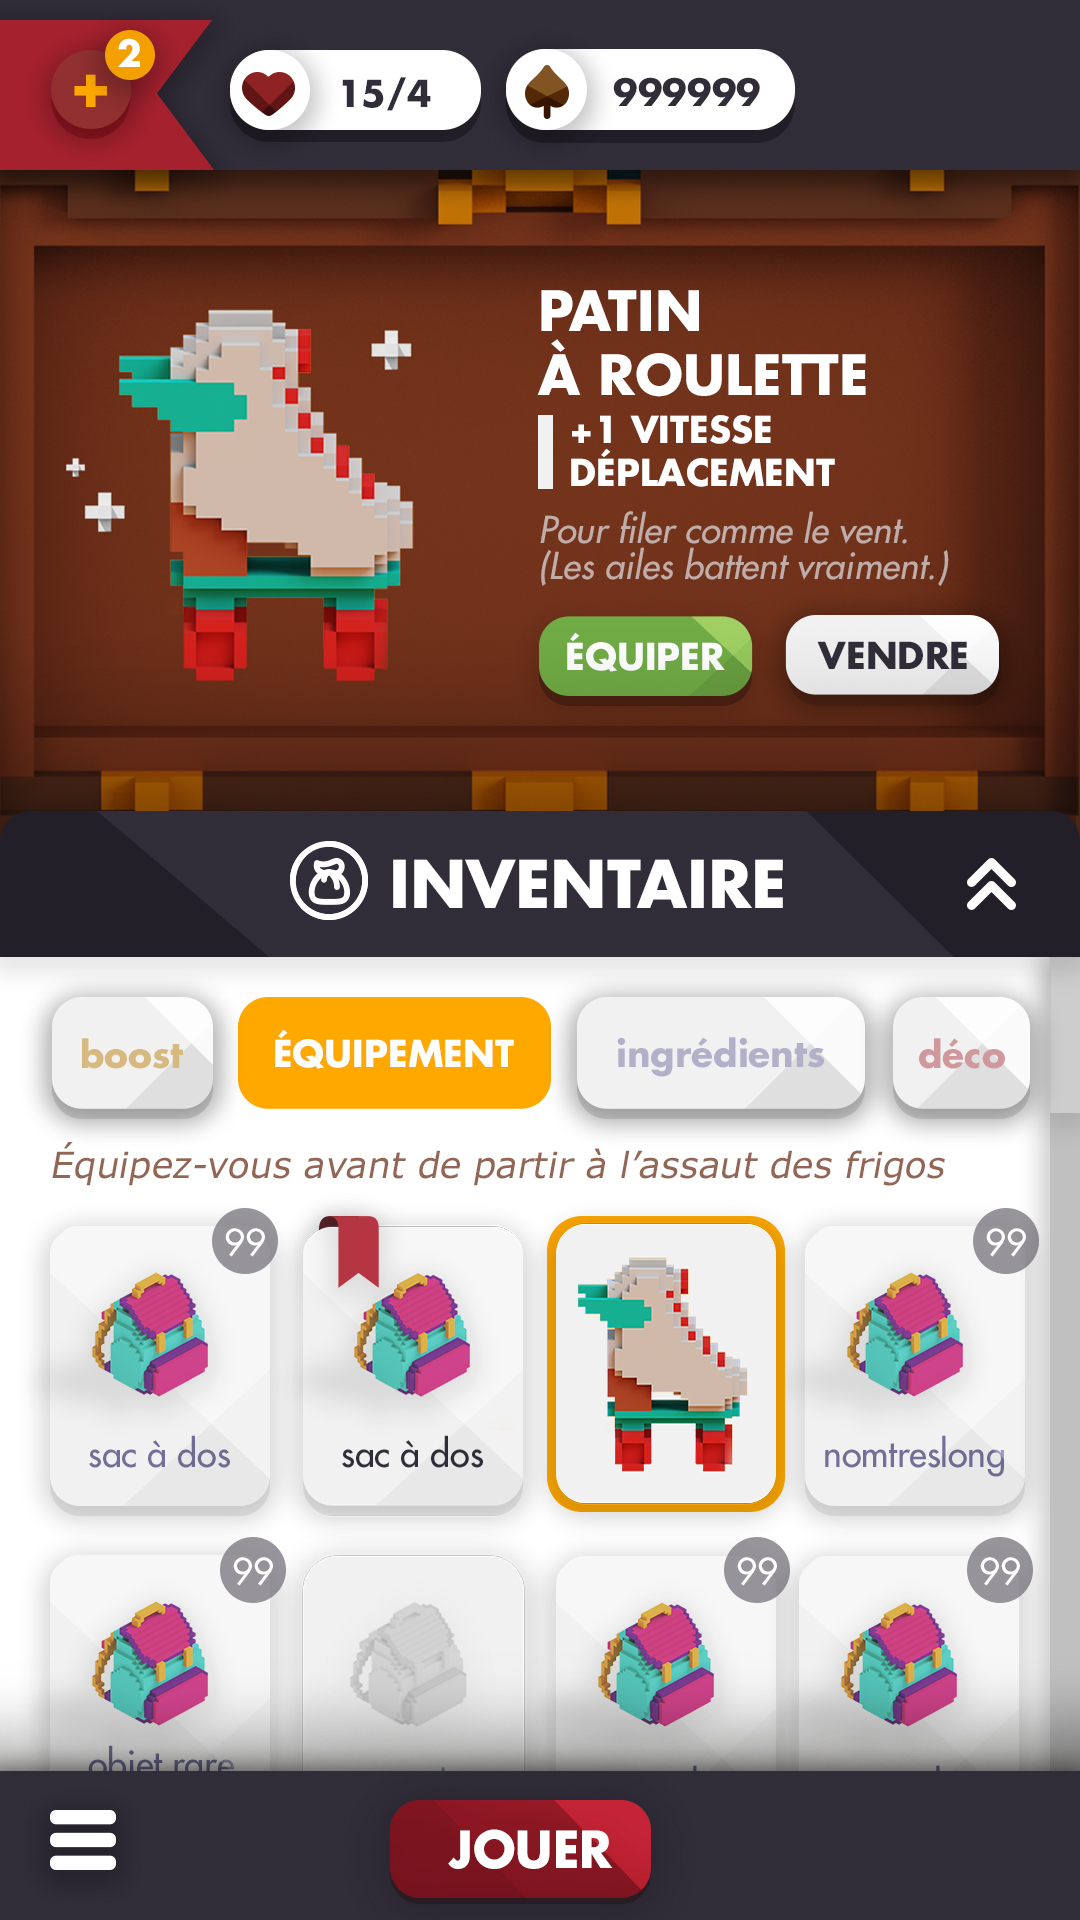 2
15/4
999999
PATIN
À ROULETTE
+1 VITESSE
DÉPLACEMENT
Pour filer comme le vent.
(Les ailes battent vraiment.)
ÉQUIPER
VENDRE
INVENTAIRE
boost
ÉQUIPEMENT
ingrédients
déco
Équipez-vous avant de partir à l’assaut des frigos
99
99
sac à dos
sac à dos
nomtreslong
99
99
99
objet rare
JOUER